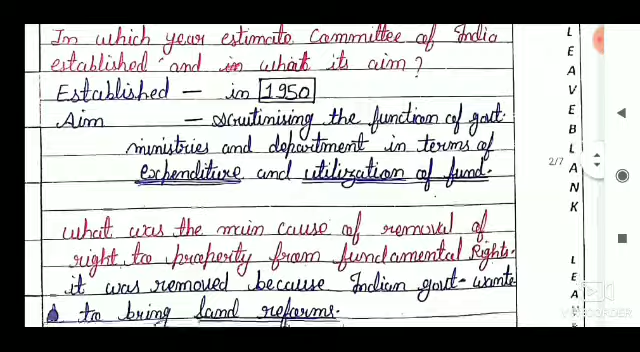 In which year estimate Committee of India
established and in what its aim?
Established — in 1950
Aim — scrutinising the function of govt.
ministries and department in terms of
expenditure and utilization of fund.
what was the main cause of removal of
right to property from fundamental Rights.
it was removed because Indian govt- wants
to bring land reforms.
LEAVE BLANK
LEAV
2/7
VIDEORECORDER